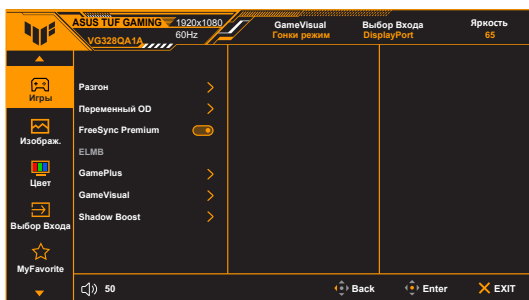 ASUS TUF GAMING
VG328QA1A
1920x1080
60Hz
GameVisual
Гонки режим
Выбор Входа
DisplayPort
Яркость
65
Игры
Изображ.
Цвет
Выбор Входа
MyFavorite
Разгон
Переменный OD
FreeSync Premium
ELMB
GamePlus
GameVisual
Shadow Boost
50
Back
Enter
EXIT